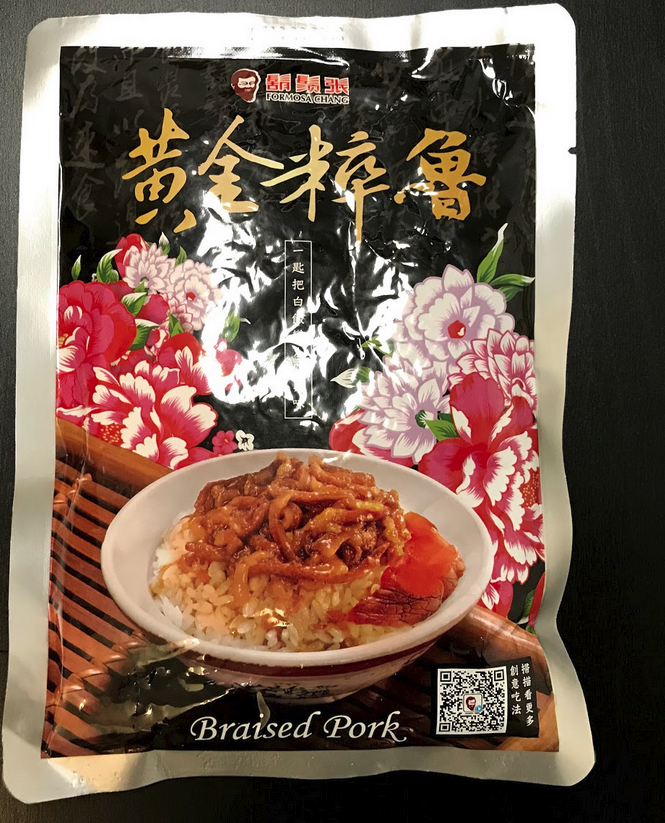 鬍鬚張
FORMOSA CHANG
黃金粹魯
一匙把白
Braised Pork
掃描看更多
創意吃法